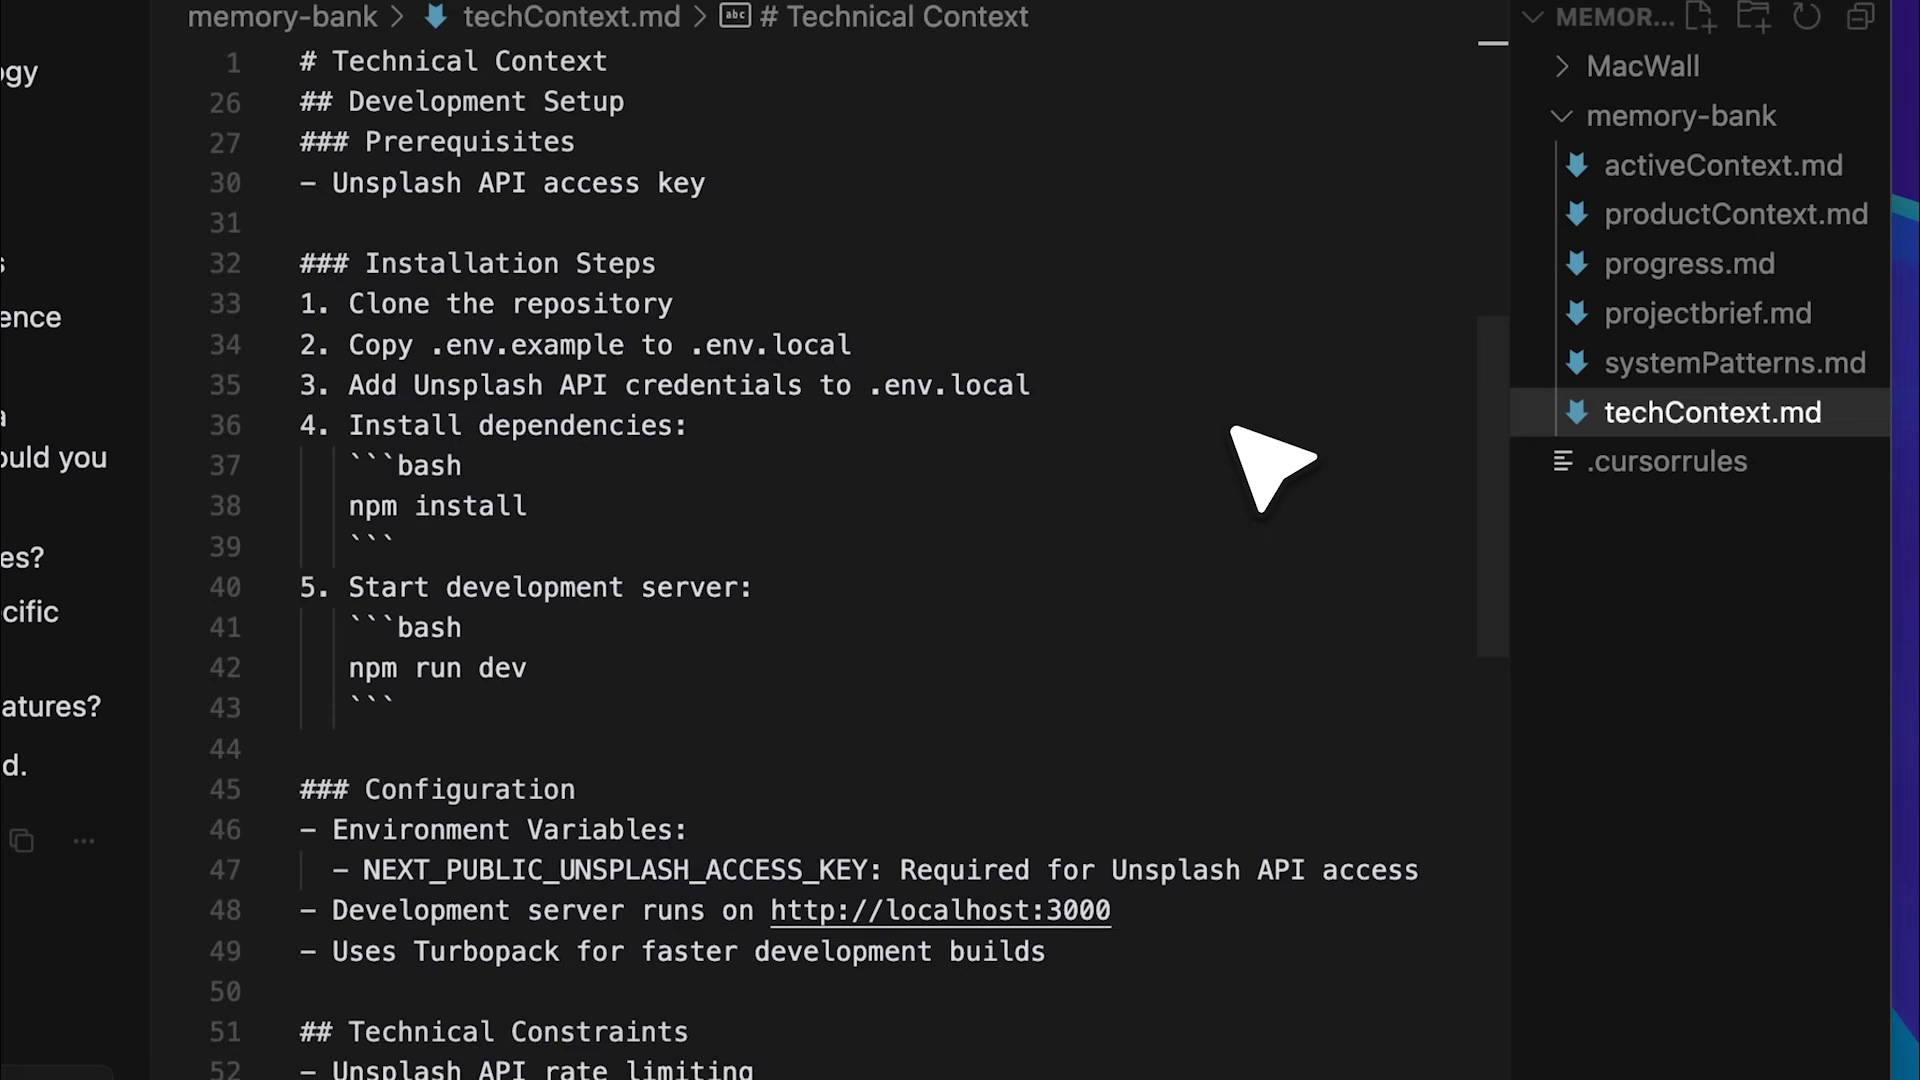 ogy
ence
ould you
es?
cific
atures?
d.
memory-bank > techContext.md > abc # Technical Context
1 # Technical Context
26 ## Development Setup
27 ### Prerequisites
30 - Unsplash API access key
31
32 ### Installation Steps
33 1. Clone the repository
34 2. Copy .env.example to .env.local
35 3. Add Unsplash API credentials to .env.local
36 4. Install dependencies:
37 ```bash
38 npm install
39 ```
40 5. Start development server:
41 ```bash
42 npm run dev
43 ```
44
45 ### Configuration
46 - Environment Variables:
47 - NEXT_PUBLIC_UNSPLASH_ACCESS_KEY: Required for Unsplash API access
48 - Development server runs on http://localhost:3000
49 - Uses Turbopack for faster development builds
50
51 ## Technical Constraints
52 - Unsplash API rate limiting
MEMOR...
MacWall
memory-bank
activeContext.md
productContext.md
progress.md
projectbrief.md
systemPatterns.md
techContext.md
.cursorrules